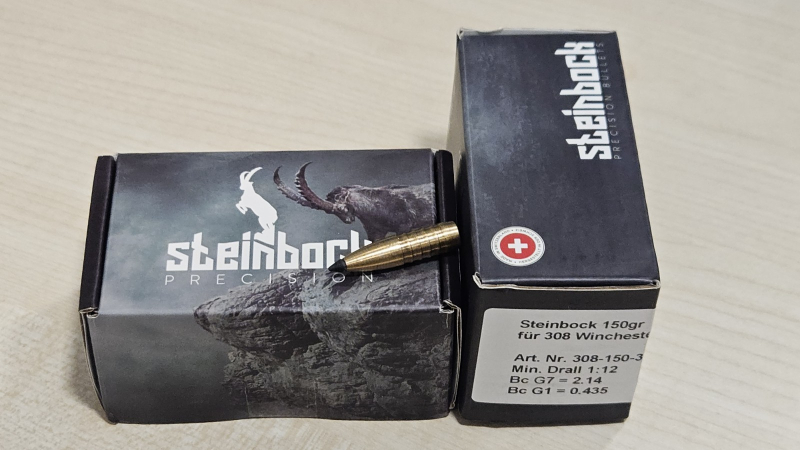 steinbock
PRECISION
steinbock
PRECISION BULLETS
Steinbock 150gr
für 308 Wincheste
Art. Nr. 308-150-3
Min. Drall 1:12
Bc G7 = 2.14
Bc G1 = 0.435